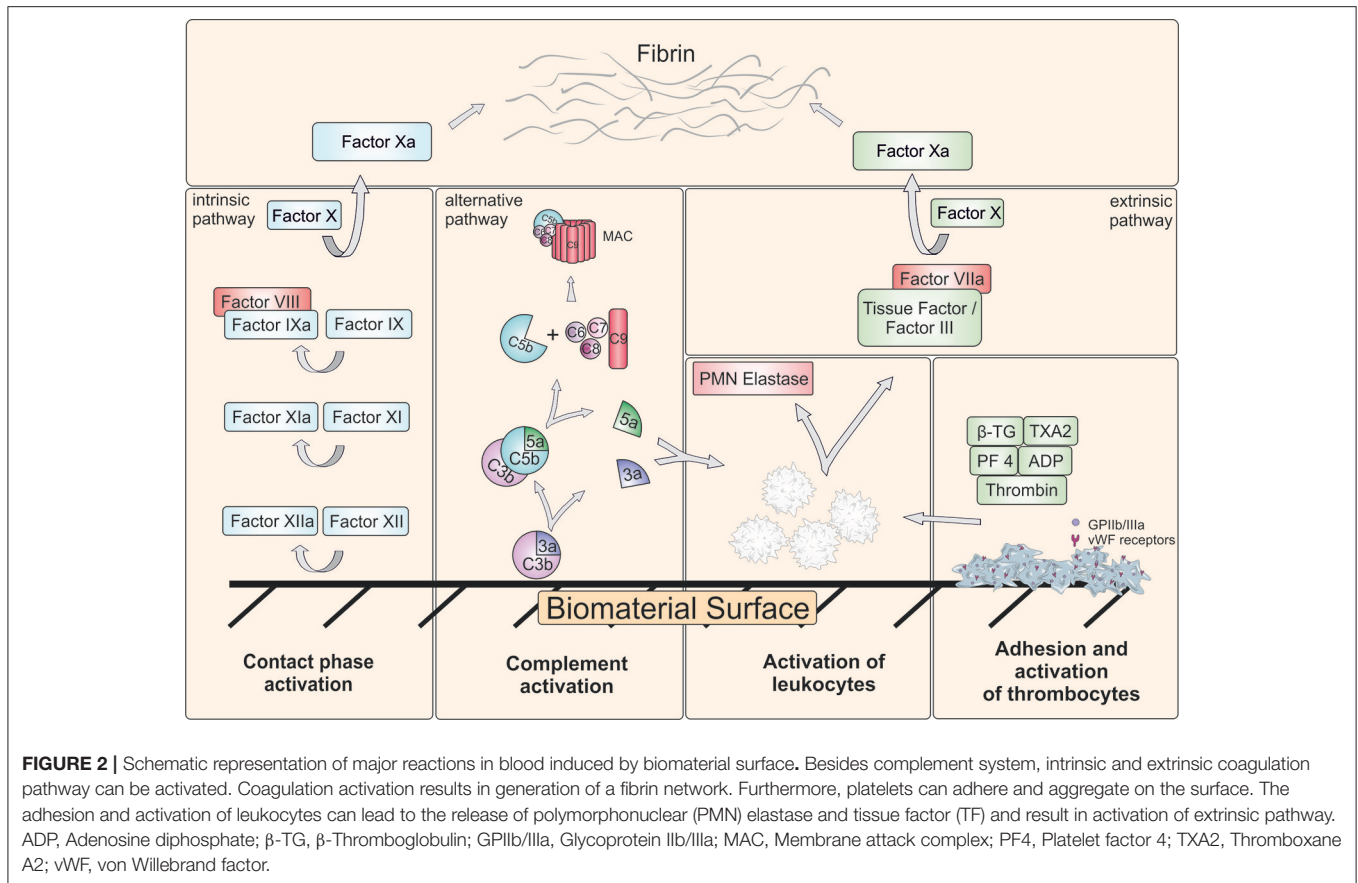 Fibrin
Factor Xa
Factor Xa
intrinsic
pathway
Factor X
alternative
pathway
Factor X
extrinsic
pathway
C5b
C6
C7
C8
C9
MAC
Factor VIIa
Tissue Factor /
Factor III
Factor VIII
Factor IXa
Factor IX
C5b
+
C6
C7
C8
C9
PMN Elastase
Factor XIa
Factor XI
5a
C5b
C3b
5a
3a
β-TG
TXA2
PF 4
ADP
Thrombin
Factor XIIa
Factor XII
3a
C3b
GPIIb/IIIa
vWF receptors
Biomaterial Surface
Contact phase
activation
Complement
activation
Activation of
leukocytes
Adhesion and
activation
of thrombocytes
FIGURE 2 | Schematic representation of major reactions in blood induced by biomaterial surface. Besides complement system, intrinsic and extrinsic coagulation
pathway can be activated. Coagulation activation results in generation of a fibrin network. Furthermore, platelets can adhere and aggregate on the surface. The
adhesion and activation of leukocytes can lead to the release of polymorphonuclear (PMN) elastase and tissue factor (TF) and result in activation of extrinsic pathway.
ADP, Adenosine diphosphate; β-TG, β-Thromboglobulin; GPIIb/IIIa, Glycoprotein IIb/IIIa; MAC, Membrane attack complex; PF4, Platelet factor 4; TXA2, Thromboxane
A2; vWF, von Willebrand factor.